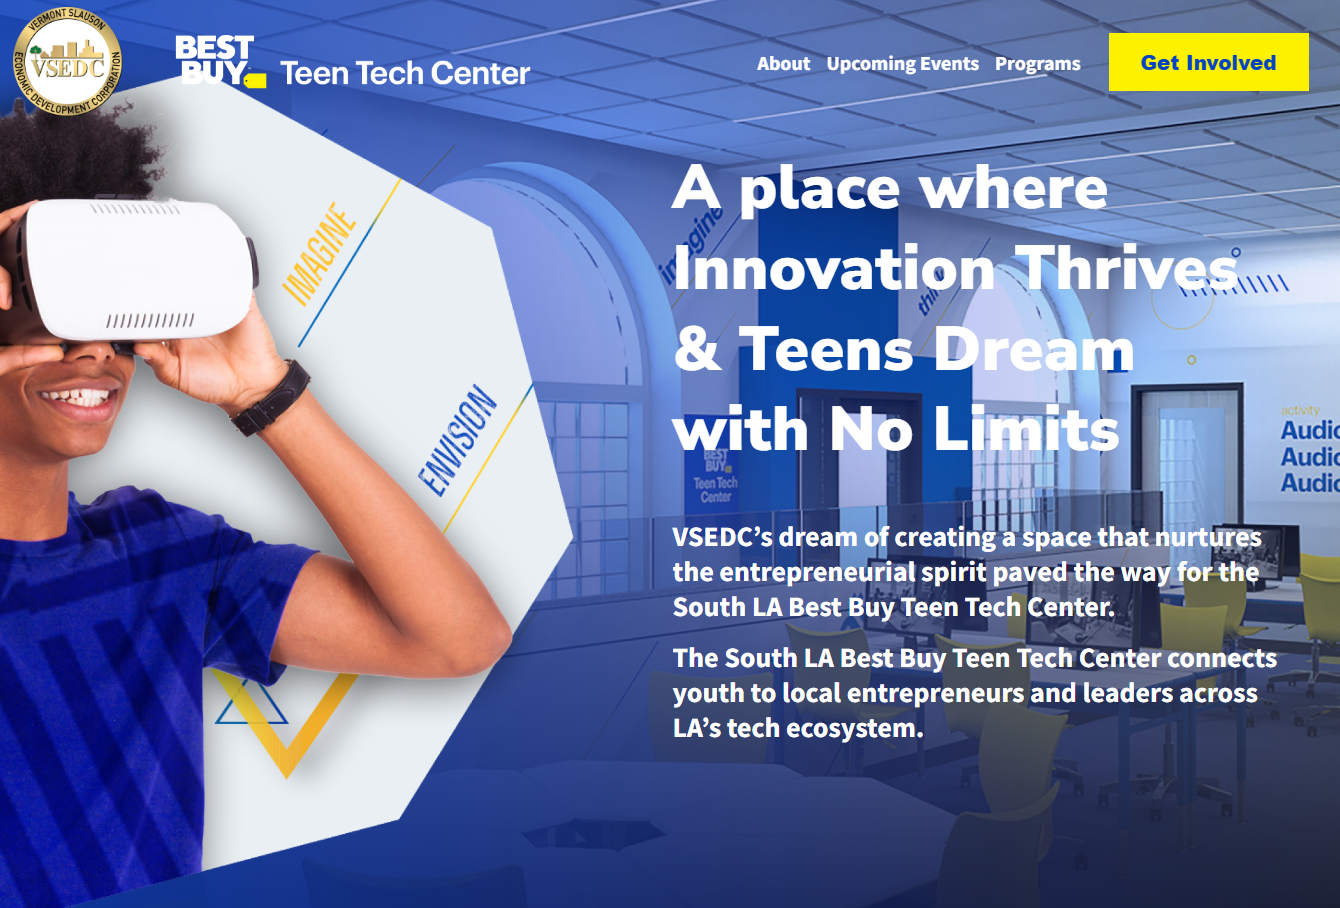 VERMONT SLAUSON
VSEDC
ECONOMIC DEVELOPMENT CORPORATION
BEST
BUY
Teen Tech Center
About
Upcoming Events
Programs
Get Involved
IMAGINE
ENVISION
imagine
A place where
Innovation Thrives
& Teens Dream
with No Limits
activity
Audio
Audio
Audio
BEST
BUY
Teen Tech
Center
VSEDC’s dream of creating a space that nurtures
the entrepreneurial spirit paved the way for the
South LA Best Buy Teen Tech Center.
The South LA Best Buy Teen Tech Center connects
youth to local entrepreneurs and leaders across
LA’s tech ecosystem.